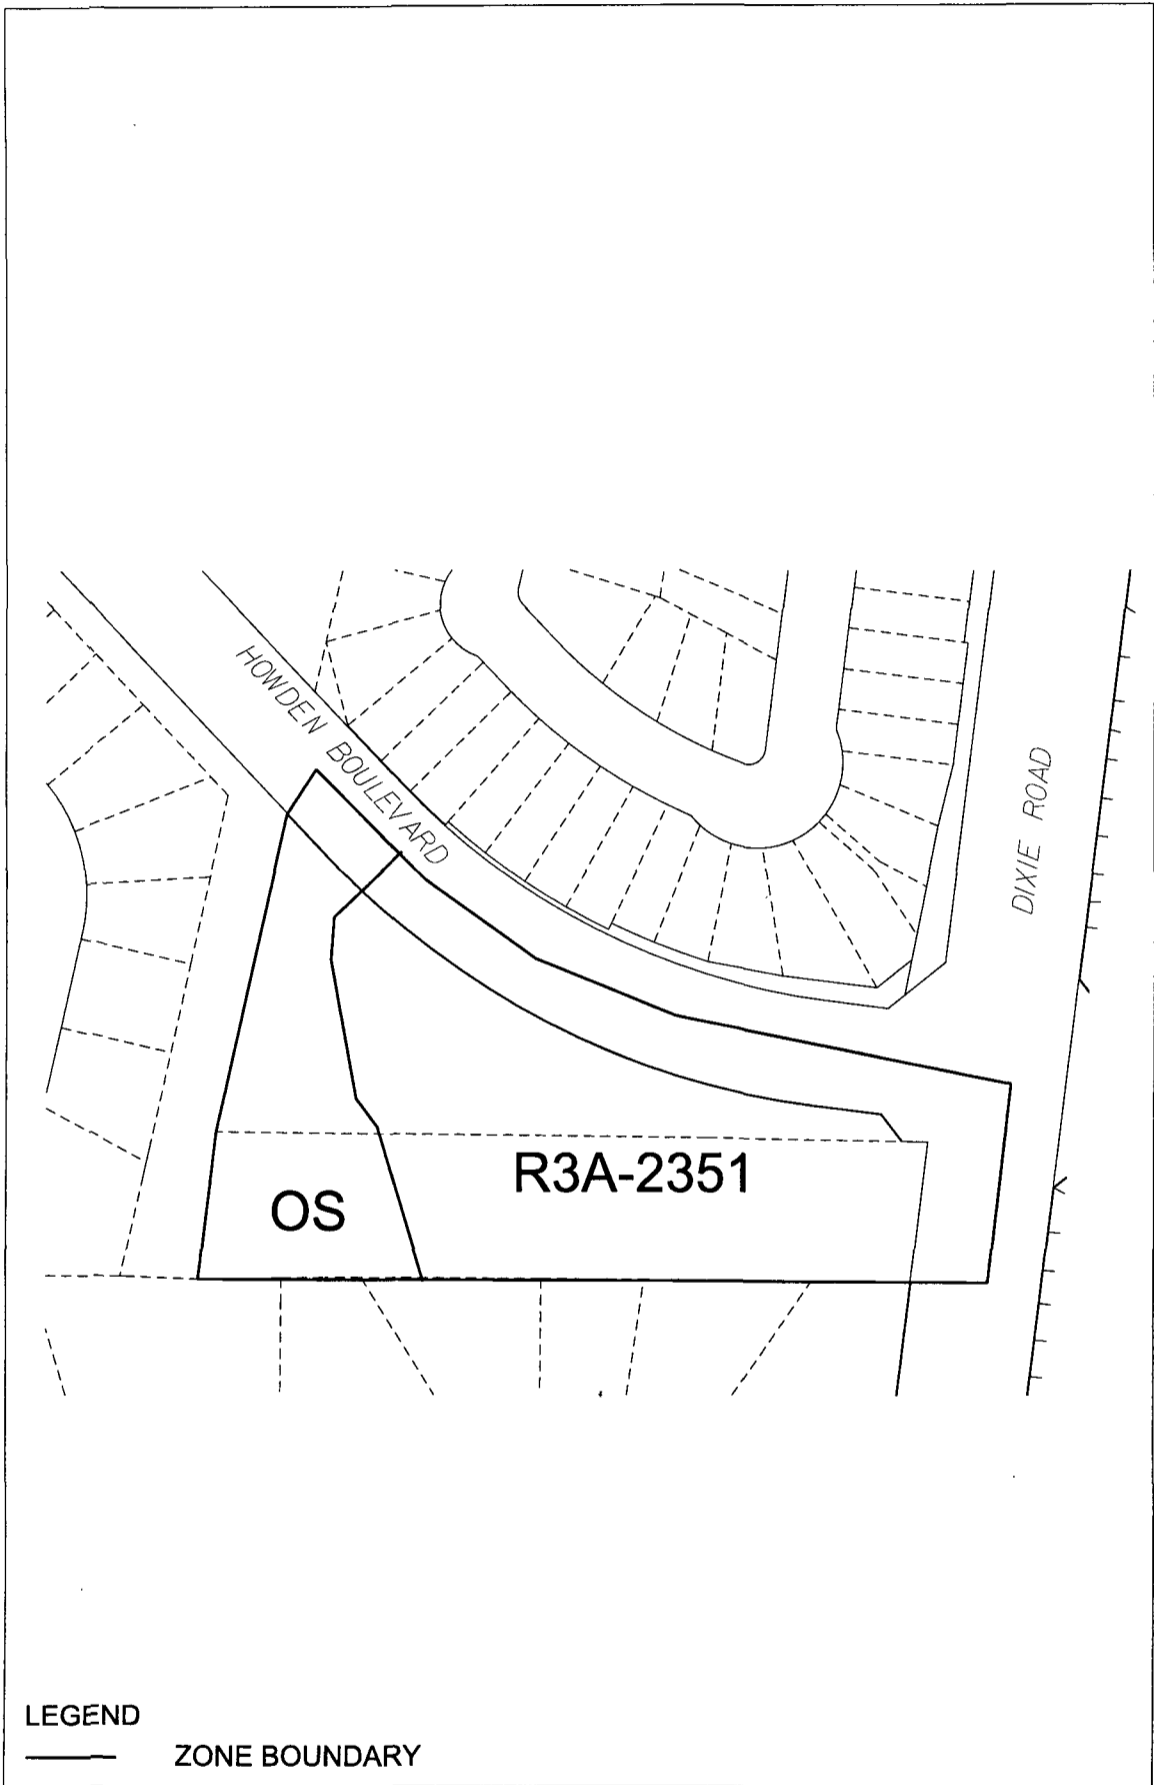 HOWDEN BOULEVARD
DIXIE ROAD
R3A-2351
OS
LEGEND
ZONE BOUNDARY